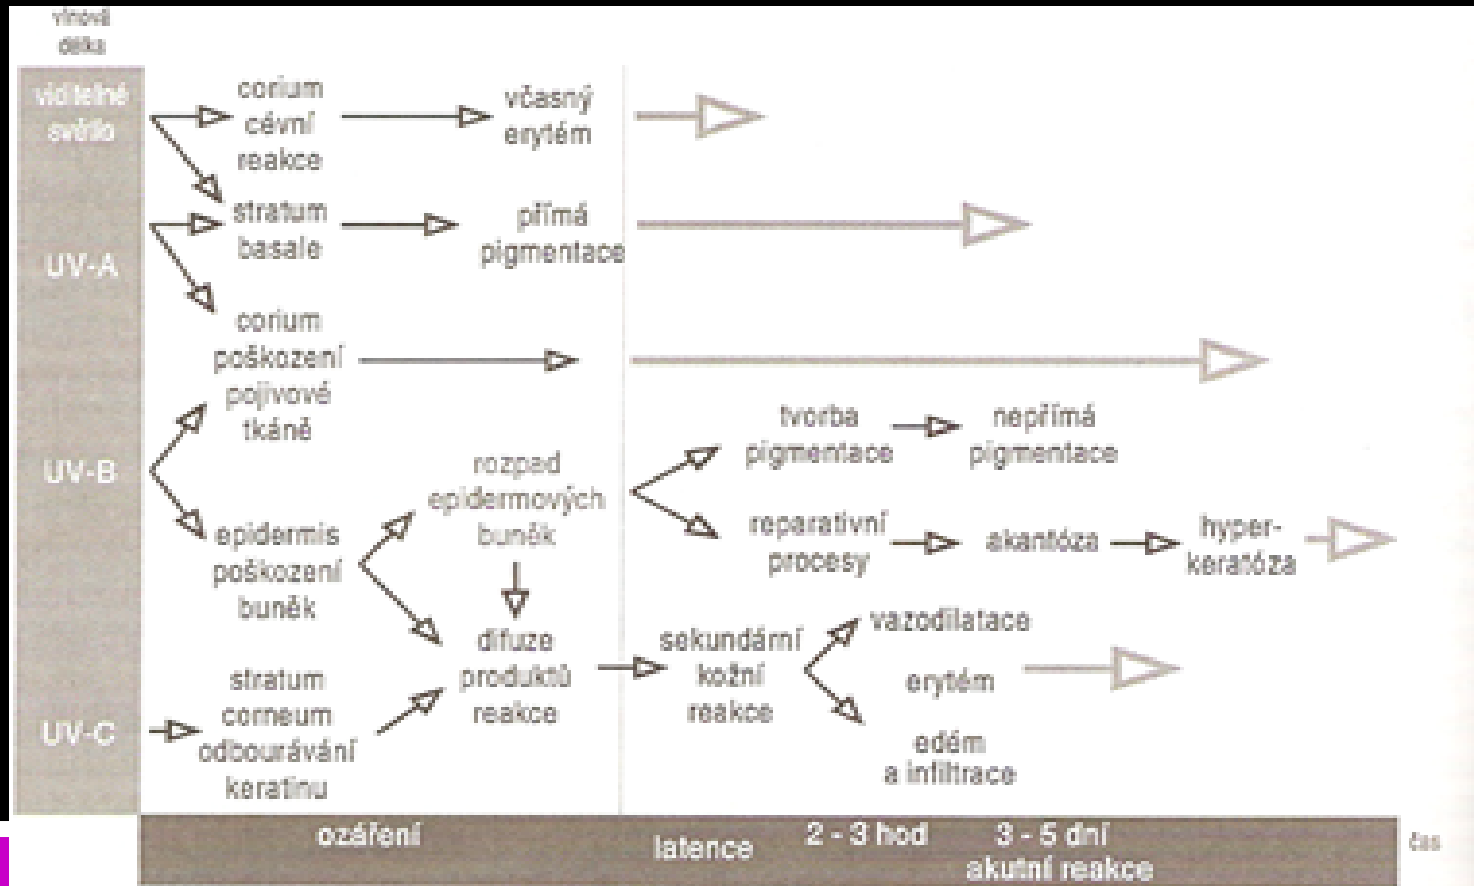 vlnová
délka
viditelné
světlo
UV-A
UV-B
UV-C
corium
cévní
reakce
včasný
erytém
stratum
basale
přímá
pigmentace
corium
poškození
pojivové
tkáně
epidermis
poškození
buněk
rozpad
epidermových
buněk
tvorba
pigmentace
nepřímá
pigmentace
reparativní
procesy
akantóza
hyper-
keratóza
stratum
corneum
odbourávání
keratinu
difuze
produktů
reakce
sekundární
kožní
reakce
vazodilatace
erytém
edém
a infiltrace
ozáření
latence
2 - 3 hod
3 - 5 dní
akutní reakce
čas